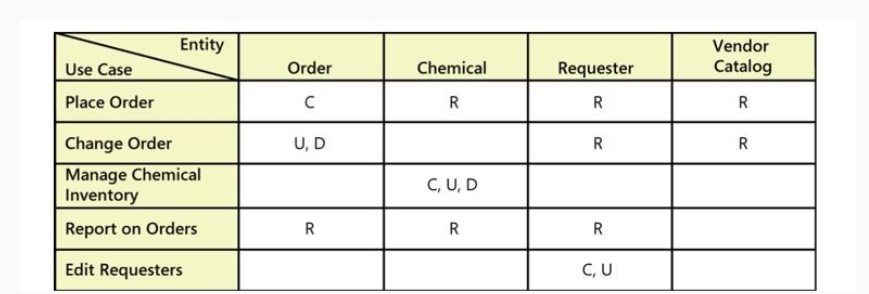 Entity
Use Case
Order
Chemical
Requester
Vendor
Catalog
Place Order C R R R
Change Order U, D R R
Manage Chemical
Inventory
C, U, D
Report on Orders R R R
Edit Requesters C, U